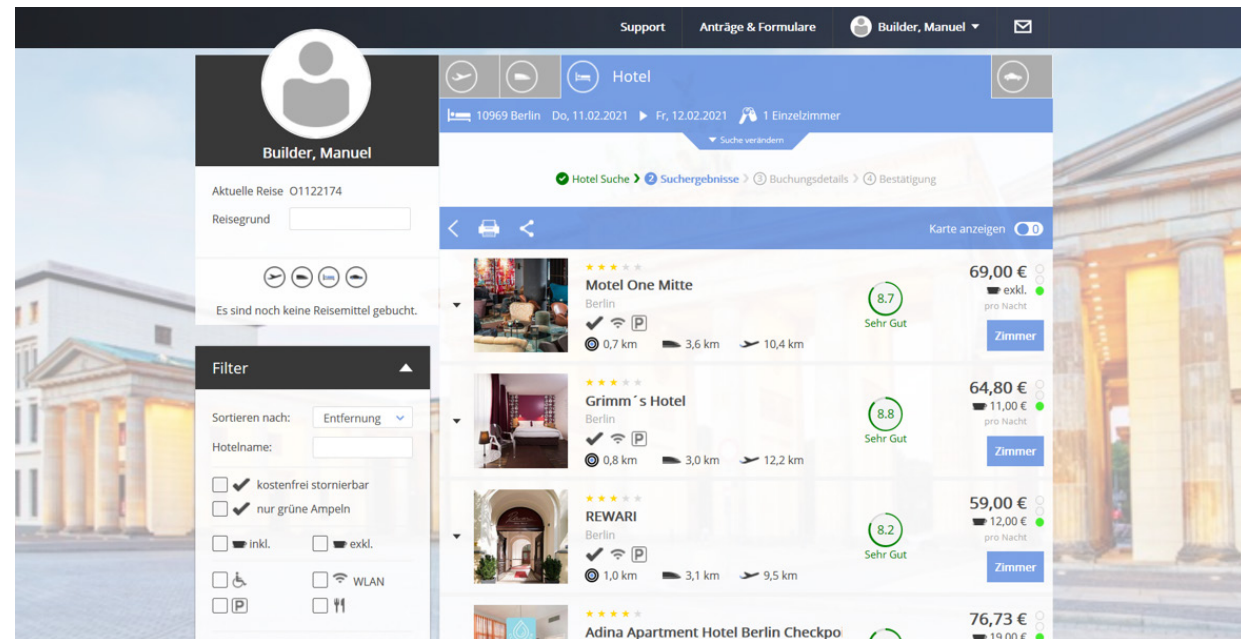 Support Anträge & Formulare Builder, Manuel
Builder, Manuel
Aktuelle Reise O1122174
Reisegrund
Es sind noch keine Reisemittel gebucht.
Filter
Sortieren nach: Entfernung
Hotelname:
kostenfrei stornierbar
nur grüne Ampeln
inkl. exkl.
WLAN
P
Hotel
10969 Berlin Do, 11.02.2021 Fr, 12.02.2021 1 Einzelzimmer
Suche verändern
Hotel Suche 2 Suchergebnisse 3 Buchungsdetails 4 Bestätigung
Karte anzeigen 0
Motel One Mitte
Berlin
P
0,7 km 3,6 km 10,4 km
8.7
Sehr Gut
69,00 €
exkl.
pro Nacht
Zimmer
Grimm´s Hotel
Berlin
P
0,8 km 3,0 km 12,2 km
8.8
Sehr Gut
64,80 €
11,00 €
pro Nacht
Zimmer
REWARI
Berlin
P
1,0 km 3,1 km 9,5 km
8.2
Sehr Gut
59,00 €
12,00 €
pro Nacht
Zimmer
Adina Apartment Hotel Berlin Checkpo
76,73 €
19,00 €